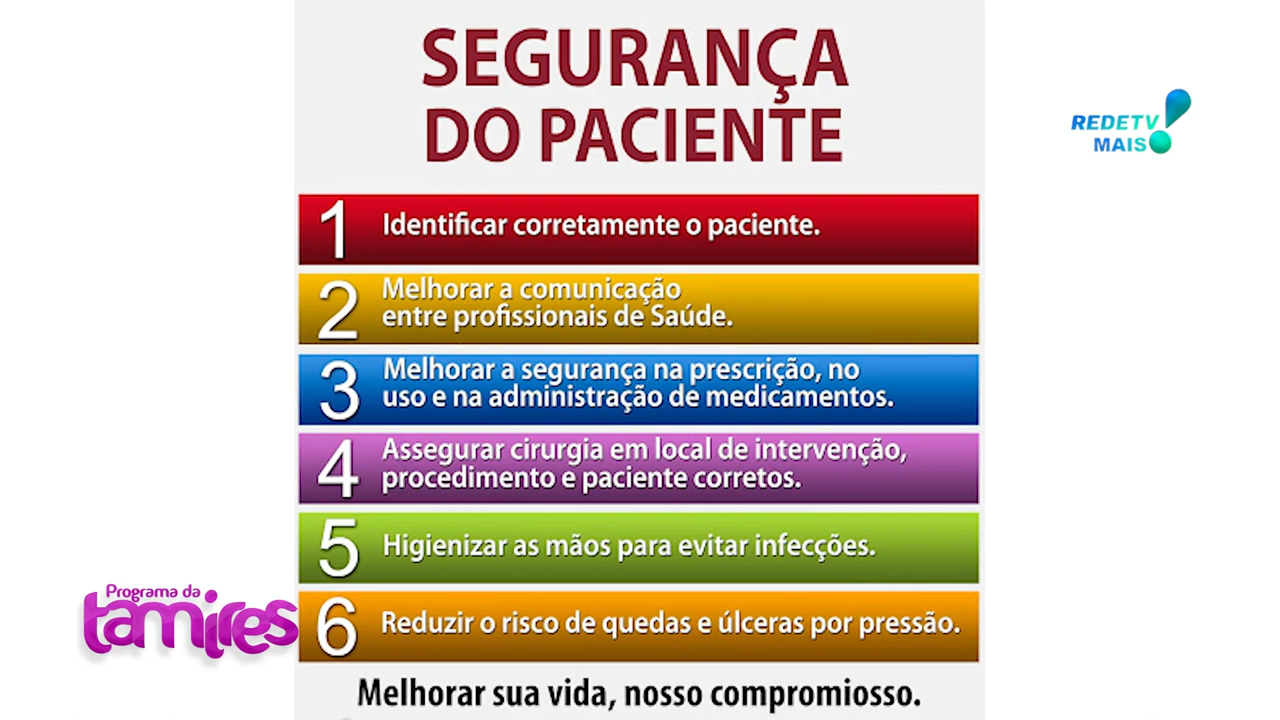 SEGURANÇA
DO PACIENTE
REDETV!
MAIS
1 Identificar corretamente o paciente.
2 Melhorar a comunicação
entre profissionais de Saúde.
3 Melhorar a segurança na prescrição, no
uso e na administração de medicamentos.
4 Assegurar cirurgia em local de intervenção,
procedimento e paciente corretos.
5 Higienizar as mãos para evitar infecções.
6 Reduzir o risco de quedas e úlceras por pressão.
Programa da
tamires
Melhorar sua vida, nosso compromiosso.